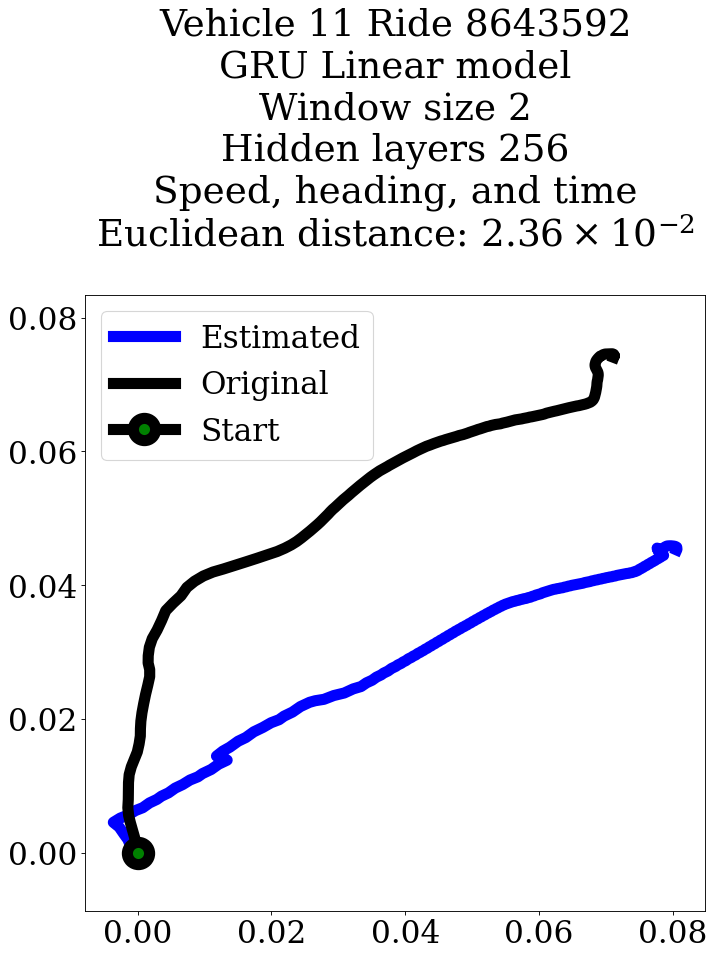 Vehicle 11 Ride 8643592
GRU Linear model
Window size 2
Hidden layers 256
Speed, heading, and time
Euclidean distance: 2.36 × 10⁻²
Estimated
Original
Start
0.08
0.06
0.04
0.02
0.00
0.00 0.02 0.04 0.06 0.08